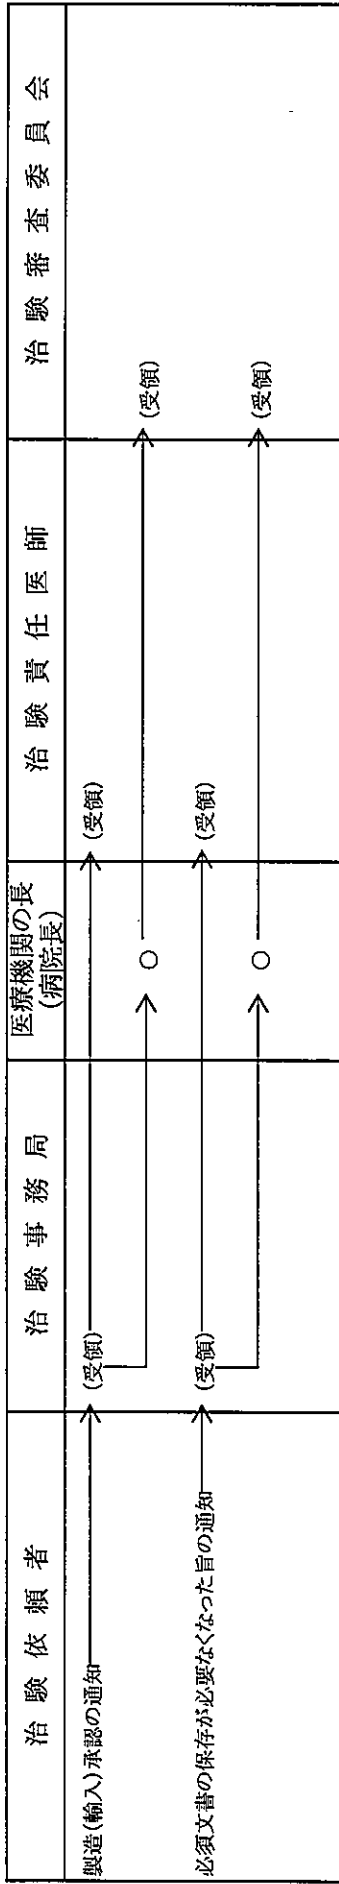 治験依頼者
治験事務局
医療機関の長
(病院長)
治験責任医師
治験審査委員会
製造(輸入)承認の通知
(受領)
(受領)
○
(受領)
必須文書の保存が必要なくなった旨の通知
(受領)
(受領)
○
(受領)